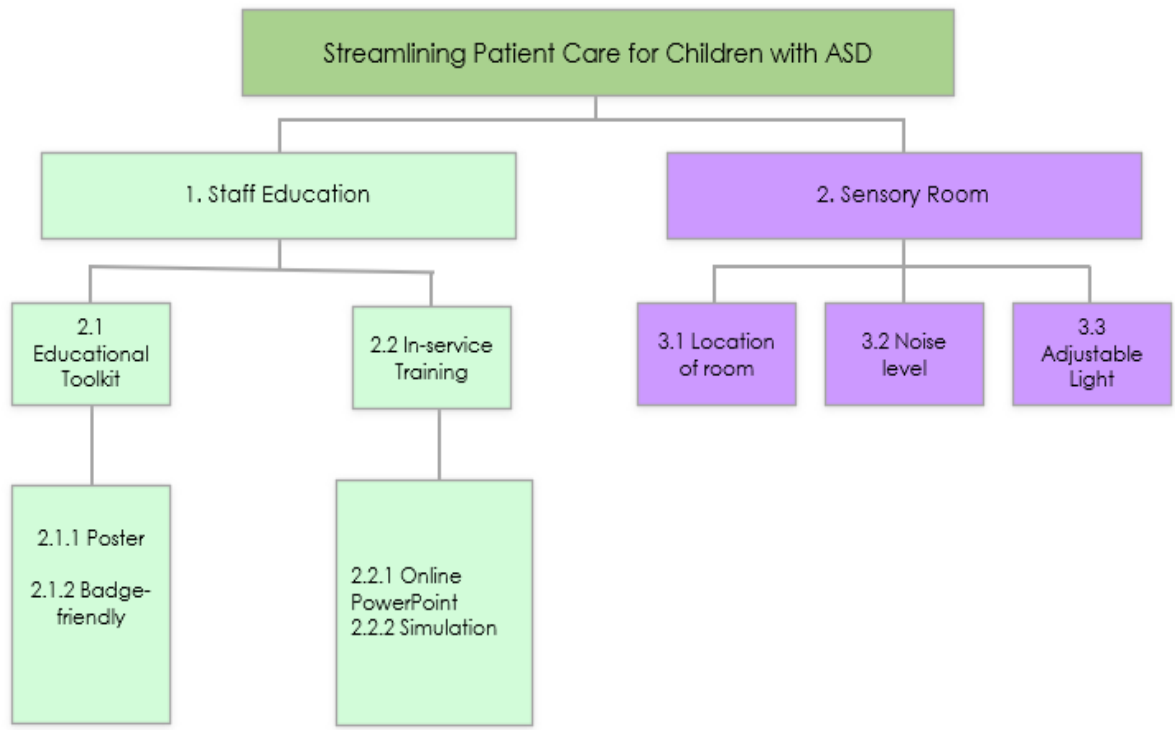 Streamlining Patient Care for Children with ASD
1. Staff Education
2. Sensory Room
2.1
Educational
Toolkit
2.2 In-service
Training
3.1 Location
of room
3.2 Noise
level
3.3
Adjustable
Light
2.1.1 Poster
2.1.2 Badge-
friendly
2.2.1 Online
PowerPoint
2.2.2 Simulation